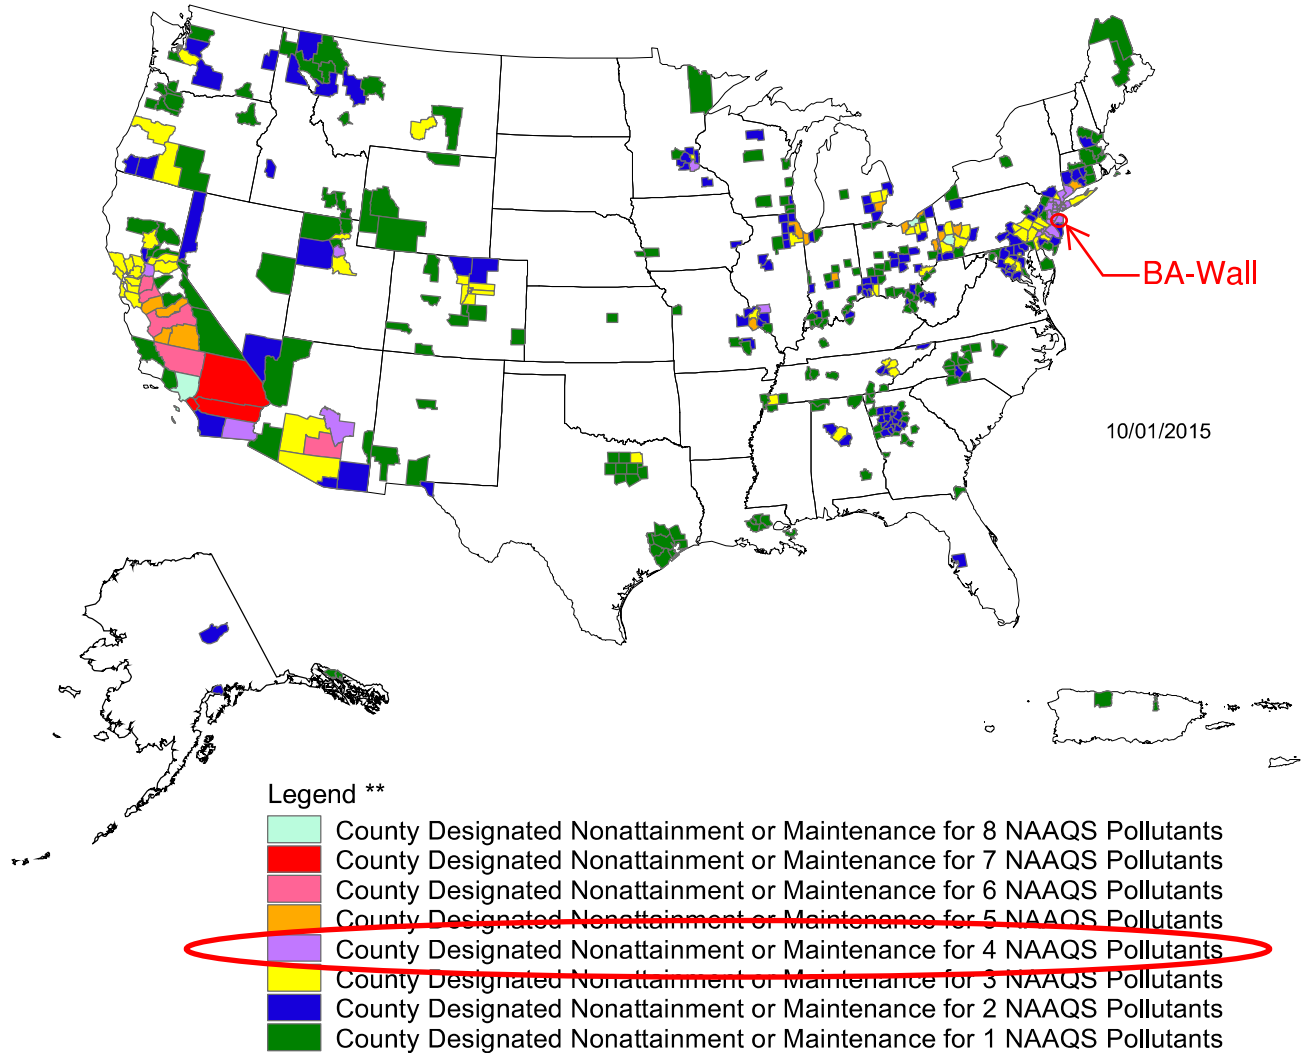 BA-Wall
10/01/2015
Legend **
County Designated Nonattainment or Maintenance for 8 NAAQS Pollutants
County Designated Nonattainment or Maintenance for 7 NAAQS Pollutants
County Designated Nonattainment or Maintenance for 6 NAAQS Pollutants
County Designated Nonattainment or Maintenance for 5 NAAQS Pollutants
County Designated Nonattainment or Maintenance for 4 NAAQS Pollutants
County Designated Nonattainment or Maintenance for 3 NAAQS Pollutants
County Designated Nonattainment or Maintenance for 2 NAAQS Pollutants
County Designated Nonattainment or Maintenance for 1 NAAQS Pollutants